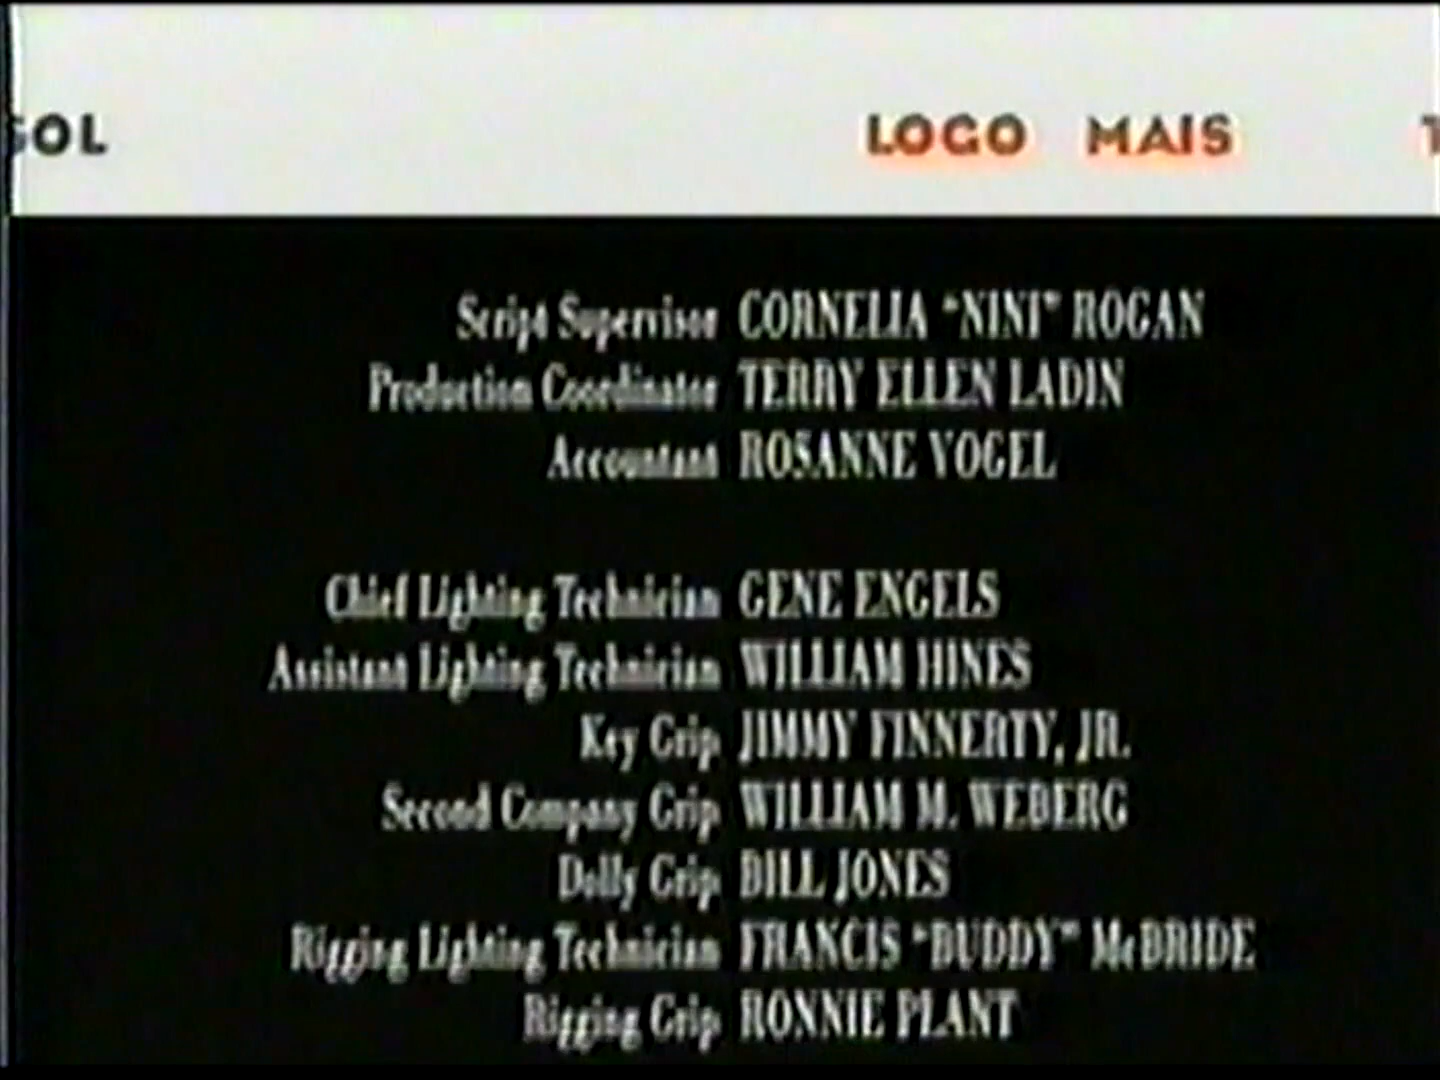 SOL LOGO MAIS
Script Supervisor CORNELIA “NINI” ROGAN
Production Coordinator TERRY ELLEN LADIN
Accountant ROSANNE VOGEL
Chief Lighting Technician GENE ENGELS
Assistant Lighting Technician WILLIAM HINES
Key Grip JIMMY FINNERTY, JR.
Second Company Grip WILLIAM M. WEBERG
Dolly Grip BILL JONES
Rigging Lighting Technician FRANCIS “BUDDY” McBRIDE
Rigging Grip RONNIE PLANT